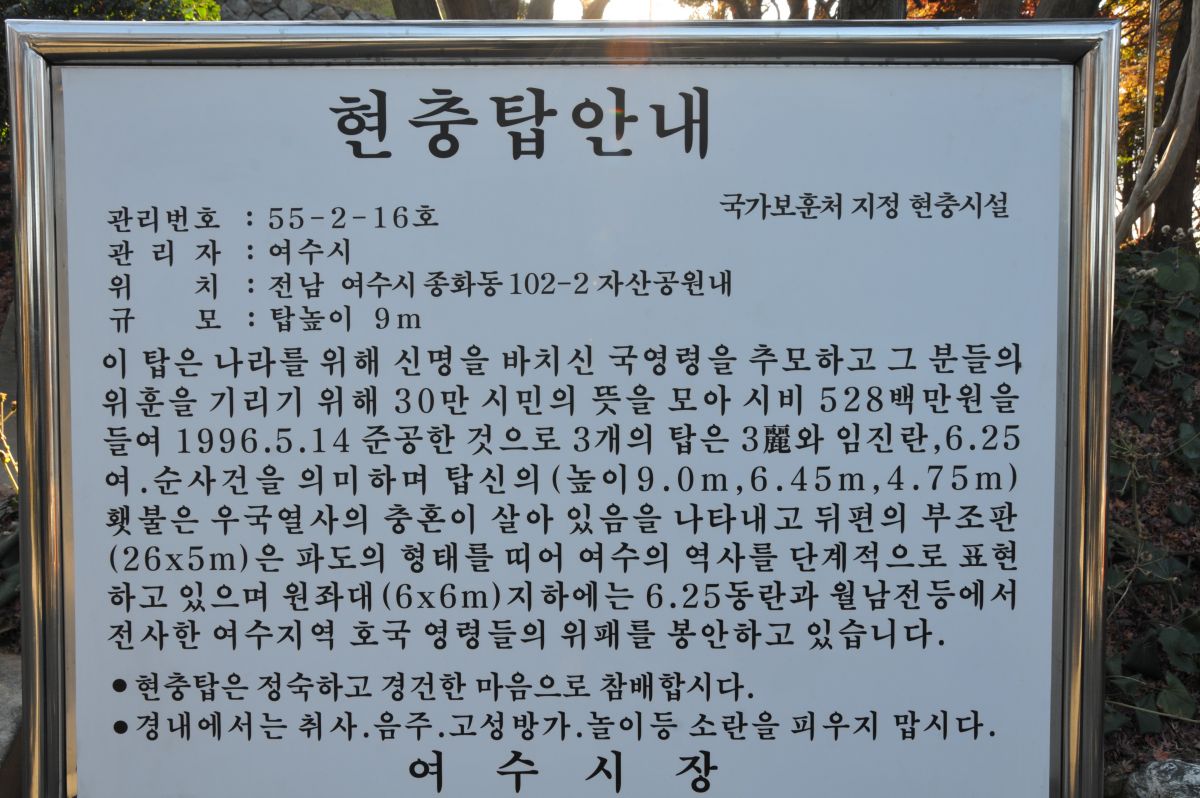 현충탑안내
관리번호 : 55-2-16호
국가보훈처 지정 현충시설
관 리 자 : 여수시
위 치 : 전남 여수시 종화동 102-2 자산공원내
규 모 : 탑높이 9m
이 탑은 나라를 위해 신명을 바치신 국영령을 추모하고 그 분들의
위훈을 기리기 위해 30만 시민의 뜻을 모아 시비 528백만원을
들여 1996.5.14 준공한 것으로 3개의 탑은 3麗와 임진란,6.25
여.순사건을 의미하며 탑신의(높이9.0m,6.45m,4.75m)
횃불은 우국열사의 충혼이 살아 있음을 나타내고 뒤편의 부조판
(26x5m)은 파도의 형태를 띠어 여수의 역사를 단계적으로 표현
하고 있으며 원좌대(6x6m)지하에는 6.25동란과 월남전등에서
전사한 여수지역 호국 영령들의 위패를 봉안하고 있습니다.
●현충탑은 정숙하고 경건한 마음으로 참배합시다.
●경내에서는 취사.음주.고성방가.놀이등 소란을 피우지 맙시다.
여 수 시 장